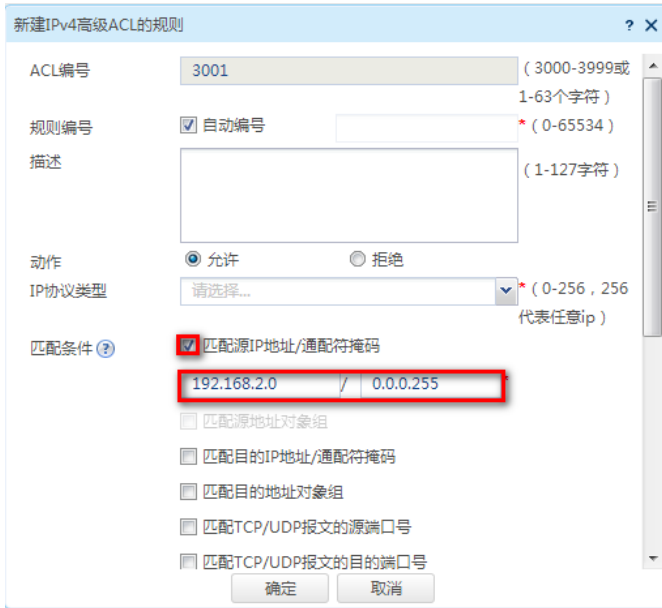 新建IPv4高级ACL的规则 ?
ACL编号 3001 （3000-3999或
1-63个字符）
规则编号 自动编号 *（0-65534）
描述 （1-127字符）
动作 允许 拒绝
IP协议类型 请选择... *（0-256，256
代表任意ip）
匹配条件 ? 匹配源IP地址/通配符掩码
192.168.2.0 / 0.0.0.255 *
匹配源地址对象组
匹配目的IP地址/通配符掩码
匹配目的地址对象组
匹配TCP/UDP报文的源端口号
匹配TCP/UDP报文的目的端口号
确定 取消